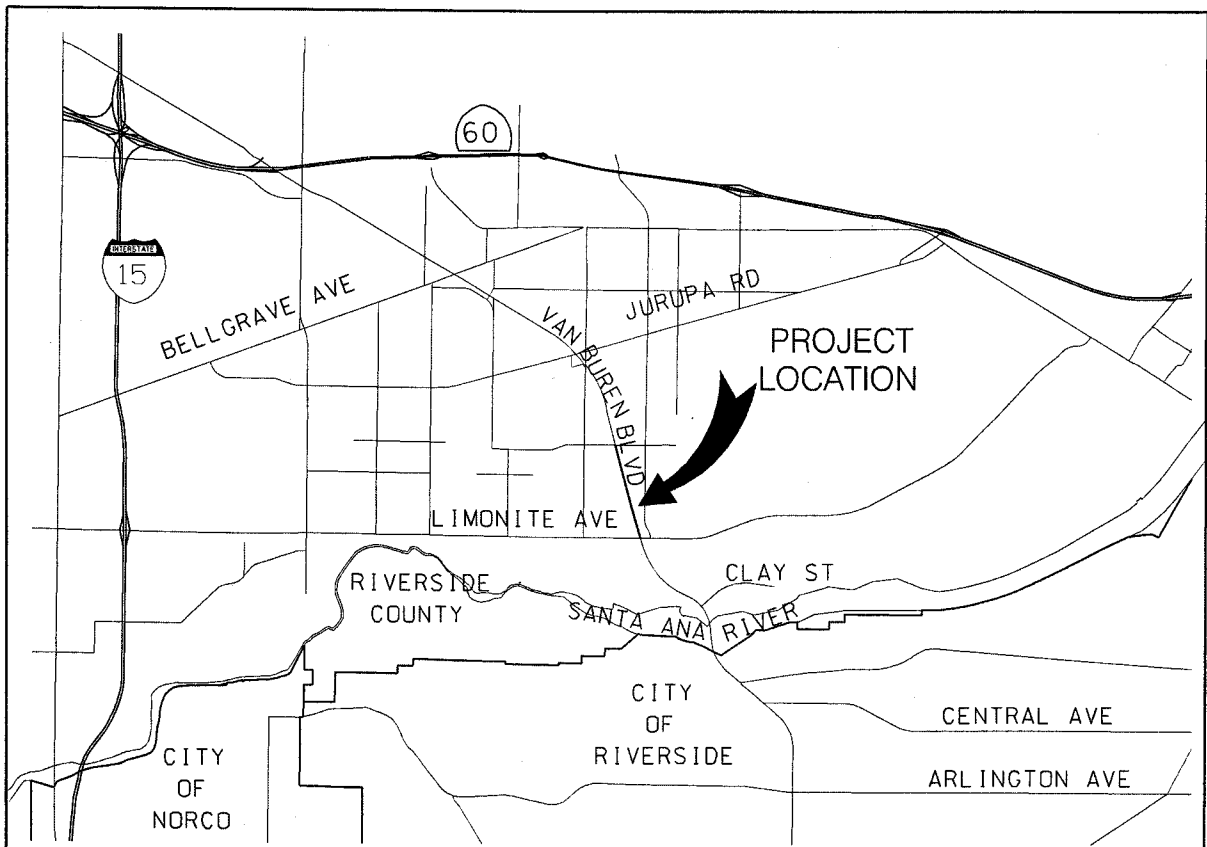 60
INTERSTATE
15
BELLGRAVE AVE
JURUPA RD
VAN BUREN BLVD
PROJECT
LOCATION
LIMONITE AVE
RIVERSIDE
COUNTY
CLAY ST
SANTA ANA RIVER
CITY
OF
RIVERSIDE
CENTRAL AVE
CITY
OF
NORCO
ARLINGTON AVE